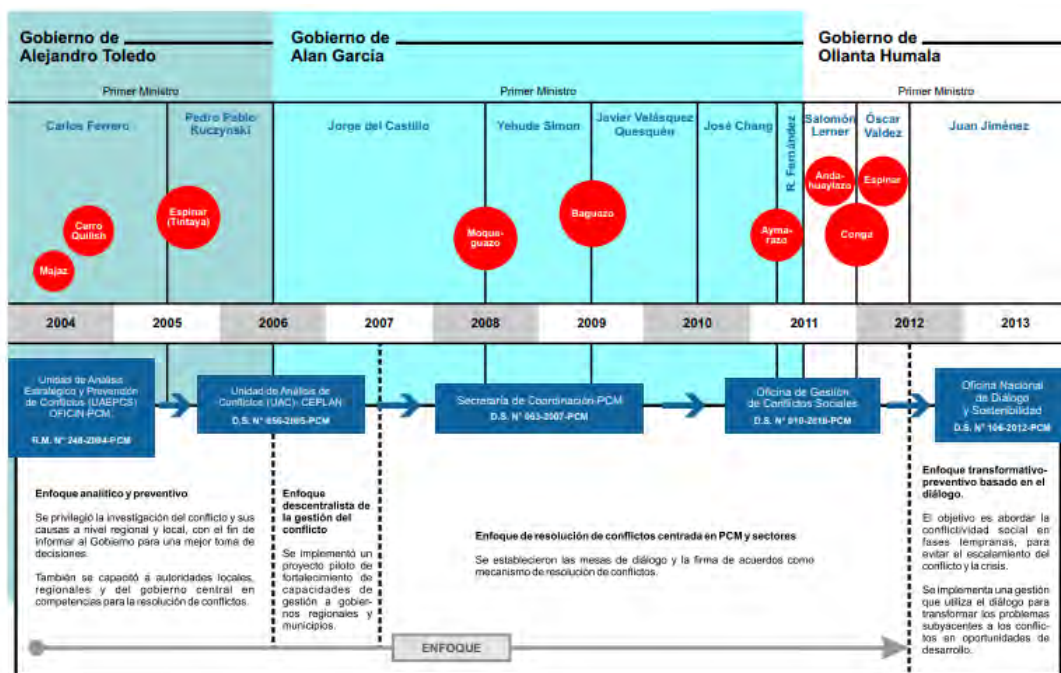 Gobierno de
Alejandro Toledo
Gobierno de
Alan García
Gobierno de
Ollanta Humala
Primer Ministro
Primer Ministro
Primer Ministro
Carlos Ferrero
Pedro Pablo
Kuczynski
Jorge del Castillo
Yehude Simon
Javier Velásquez
Quesquén
José Chang
R. Fernández
Salomón
Lerner
Óscar
Valdez
Juan Jiménez
Majaz
Cerro
Quilish
Espinar
(Tintaya)
Moque-
guazo
Baguazo
Ayma-
razo
Anda-
huaylazo
Conga
Espinar
2004
2005
2006
2007
2008
2009
2010
2011
2012
2013
Unidad de Análisis
Estratégico y Prevención
de Conflictos (UAEPCS)
OFICIN-PCM
R.M. N° 248-2004-PCM
Unidad de Análisis de
Conflictos (UAC)- CEPLAN
D.S. N° 056-2005-PCM
Secretaría de Coordinación-PCM
D.S. N° 063-2007-PCM
Oficina de Gestión
de Conflictos Sociales
D.S. N° 010-2010-PCM
Oficina Nacional
de Diálogo
y Sostenibilidad
D.S. N° 106-2012-PCM
Enfoque analítico y preventivo
Se privilegió la investigación del conflicto y sus
causas a nivel regional y local, con el fin de
informar al Gobierno para una mejor toma de
decisiones.
También se capacitó a autoridades locales,
regionales y del gobierno central en
competencias para la resolución de conflictos.
Enfoque
descentralista de
la gestión del
conflicto
Se implementó un
proyecto piloto de
fortalecimiento de
capacidades de
gestión a gobier-
nos regionales y
municipios.
Enfoque de resolución de conflictos centrada en PCM y sectores
Se establecieron las mesas de diálogo y la firma de acuerdos como
mecanismo de resolución de conflictos.
Enfoque transformativo-
preventivo basado en el
diálogo.
El objetivo es abordar la
conflictividad social en
fases tempranas, para
evitar el escalamiento del
conflicto y la crisis.
Se implementa una gestión
que utiliza el diálogo para
transformar los problemas
subyacentes a los conflic-
tos en oportunidades de
desarrollo.
ENFOQUE